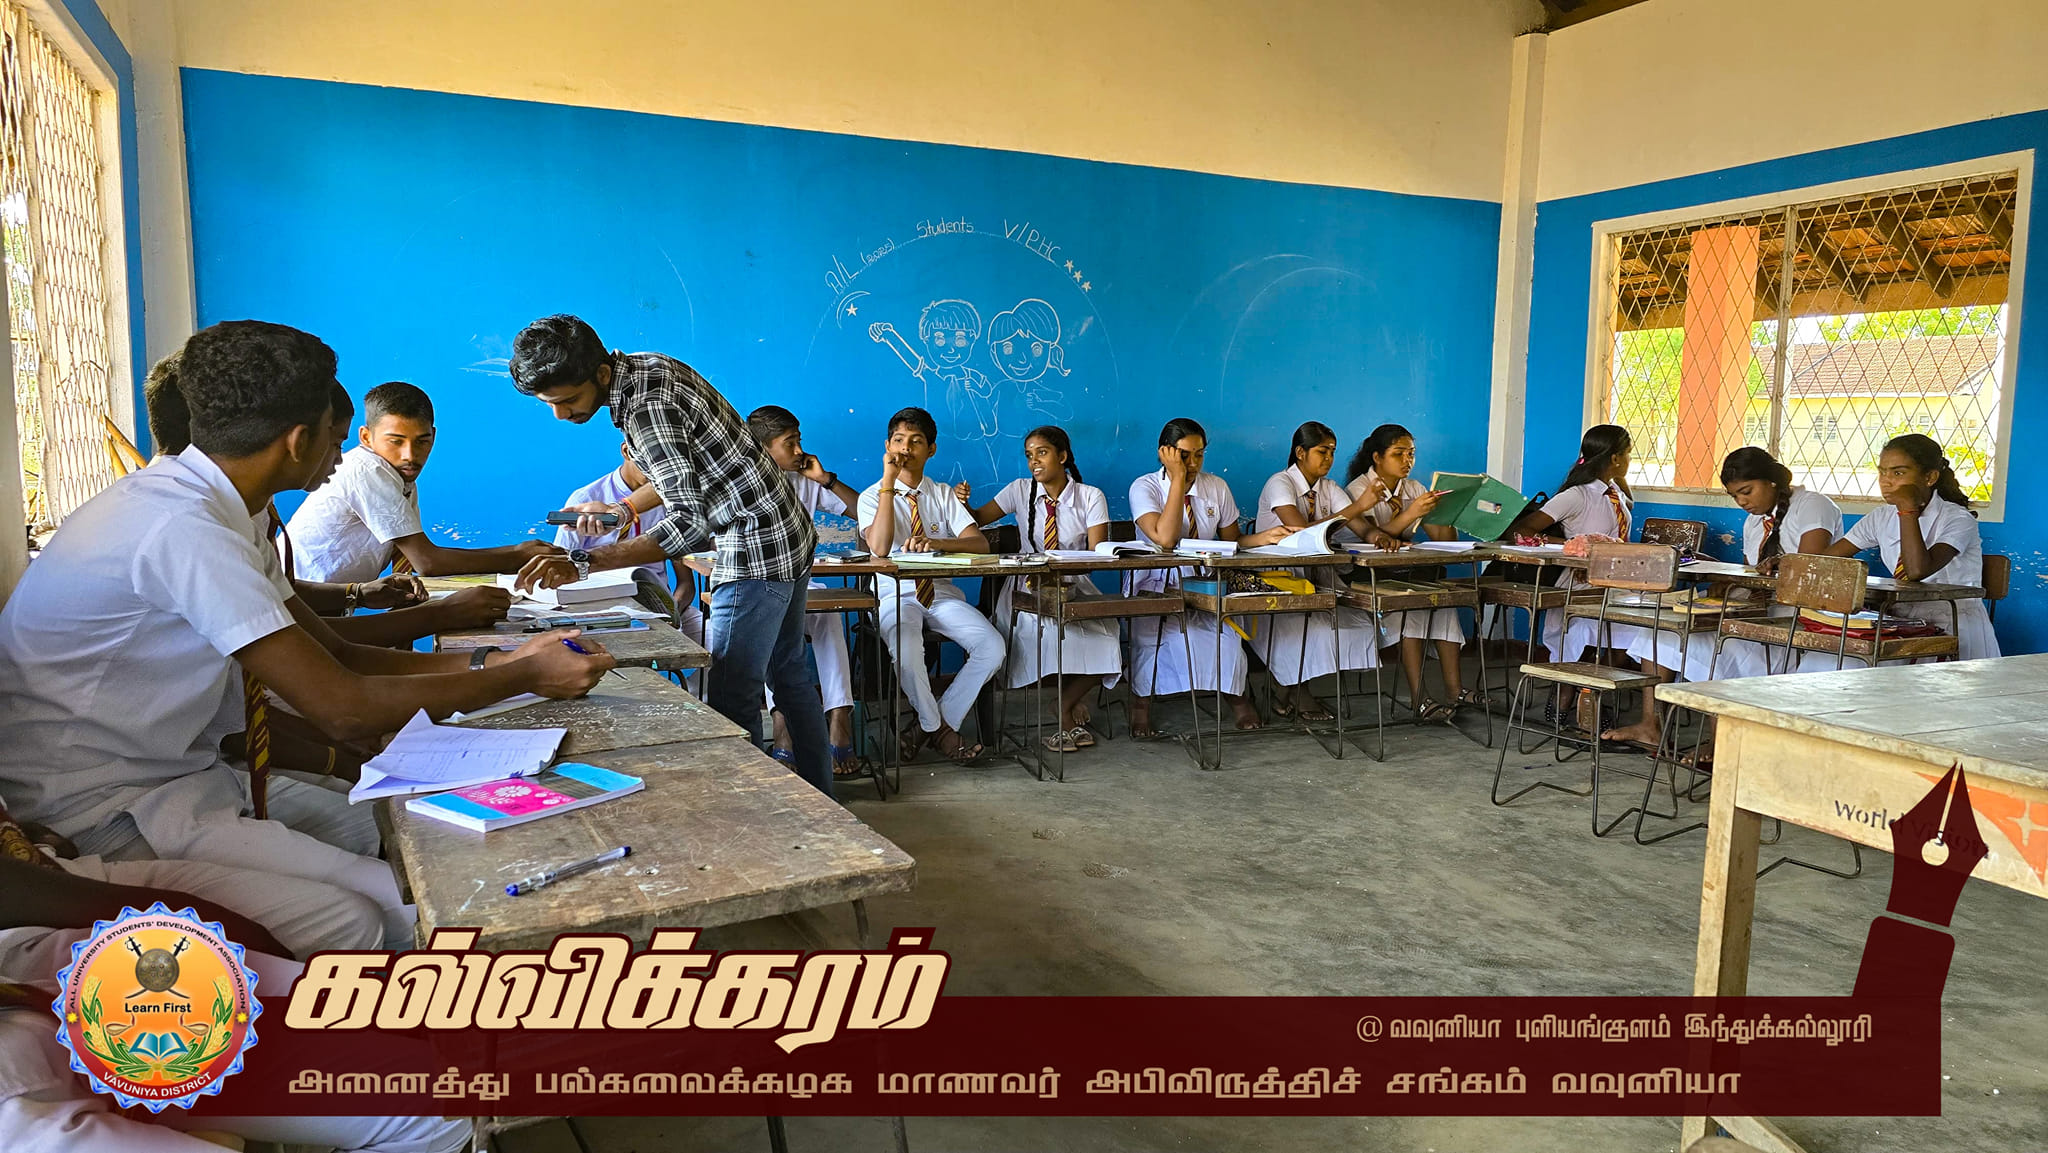 A/L (2025) Students V/PHC
World Vision
ALL UNIVERSITY STUDENTS' DEVELOPMENT ASSOCIATION
Learn First
VAVUNIYA DISTRICT
கல்விக்கரம்
@ வவுனியா புளியங்குளம் இந்துக்கல்லூரி
அனைத்து பல்கலைக்கழக மாணவர் அபிவிருத்திச் சங்கம் வவுனியா